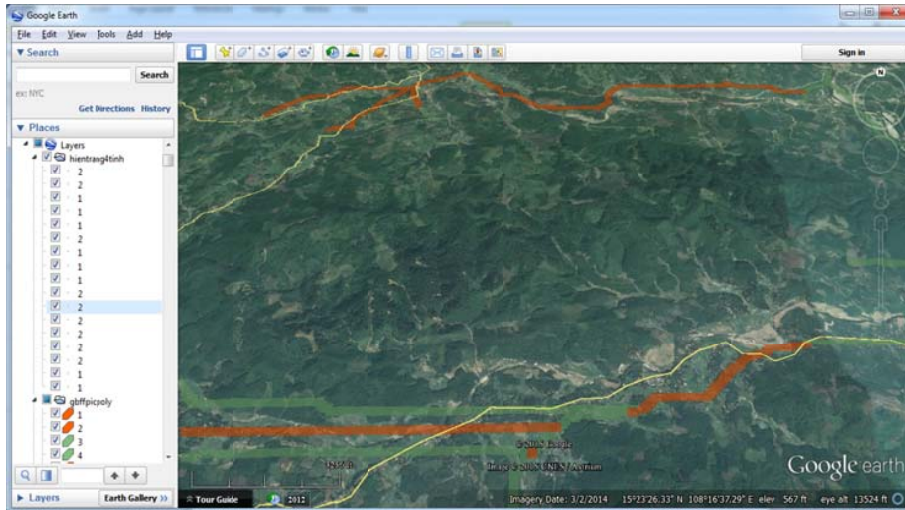 Google Earth
File Edit View Tools Add Help
Search
Search
ex: NYC
Get Directions History
Places
Layers
hientrang4tinh
2
2
1
1
1
2
1
1
1
2
2
2
2
2
2
1
1
gbffpicpoly
1
2
3
4
Layers
Earth Gallery »
Sign in
N
Google earth
Tour Guide
2012
Imagery Date: 3/2/2014 15°23'26.33" N 108°16'37.29" E elev 567 ft eye alt 13524 ft